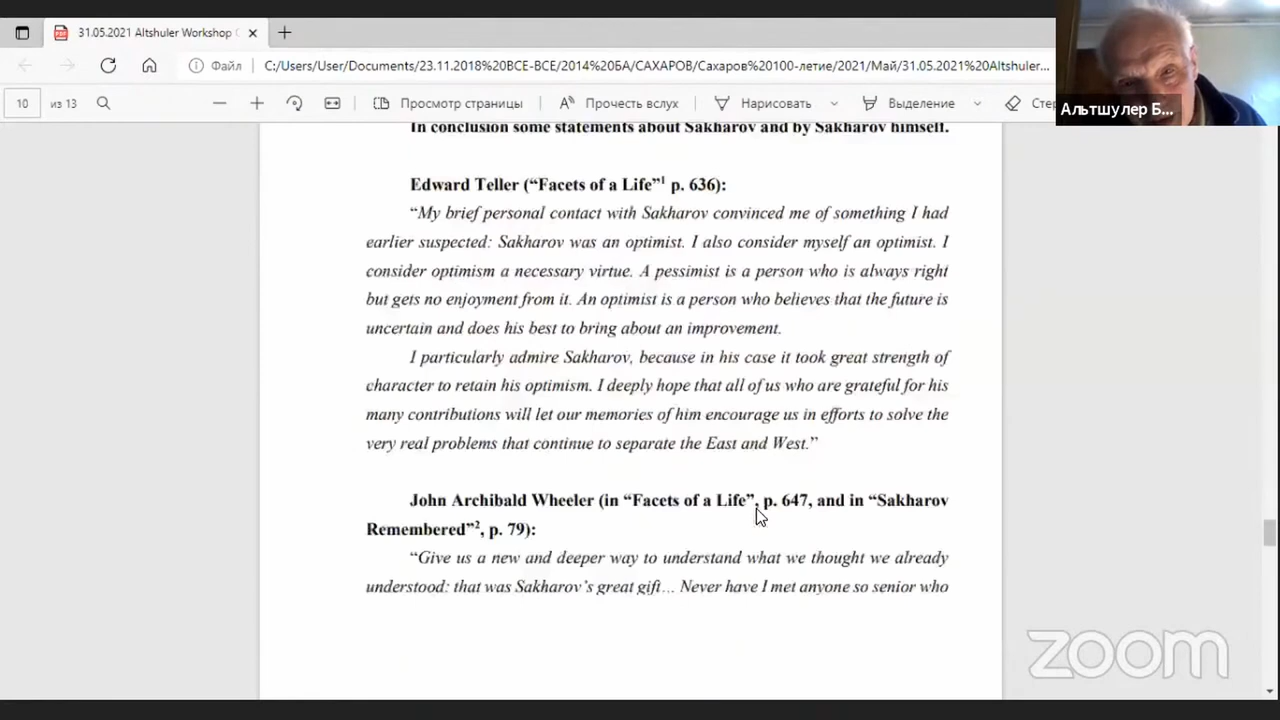 31.05.2021 Altshuler Workshop
Файл
C:/Users/User/Documents/23.11.2018%20ВСЕ-ВСЕ/2014%20БА/САХАРОВ/Сахаров%20100-летие/2021/Май/31.05.2021%20Altshuler...
10 из 13
Просмотр страницы
Прочесть вслух
Нарисовать
Выделение
Альтшулер Б...
In conclusion some statements about Sakharov and by Sakharov himself.
Edward Teller (“Facets of a Life”¹ p. 636):
“My brief personal contact with Sakharov convinced me of something I had
earlier suspected: Sakharov was an optimist. I also consider myself an optimist. I
consider optimism a necessary virtue. A pessimist is a person who is always right
but gets no enjoyment from it. An optimist is a person who believes that the future is
uncertain and does his best to bring about an improvement.
I particularly admire Sakharov, because in his case it took great strength of
character to retain his optimism. I deeply hope that all of us who are grateful for his
many contributions will let our memories of him encourage us in efforts to solve the
very real problems that continue to separate the East and West.”
John Archibald Wheeler (in “Facets of a Life”, p. 647, and in “Sakharov
Remembered”², p. 79):
“Give us a new and deeper way to understand what we thought we already
understood: that was Sakharov’s great gift… Never have I met anyone so senior who
zoom